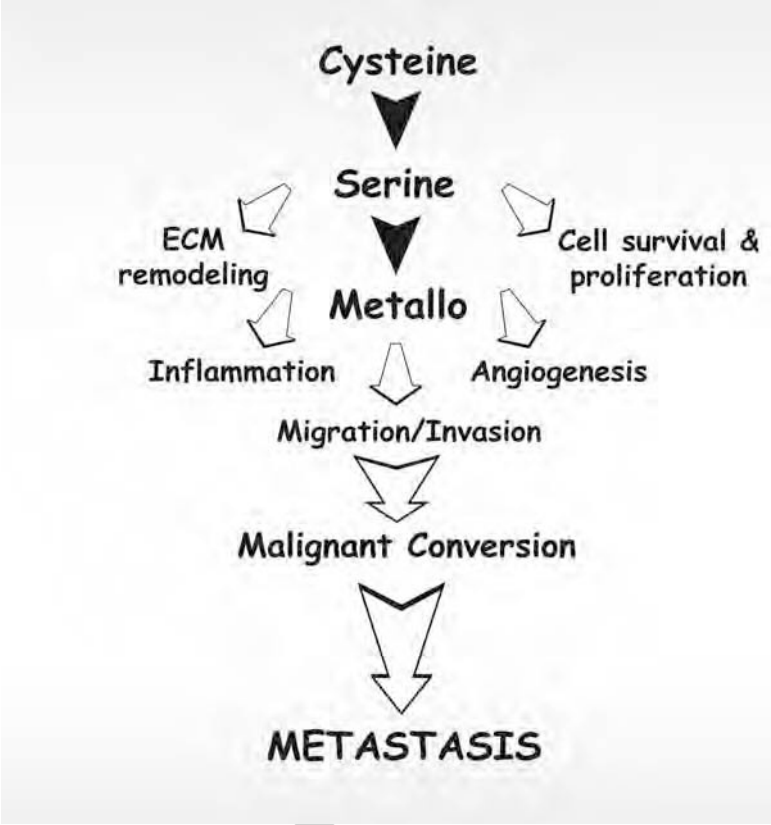 Cysteine
Serine
ECM
remodeling
Cell survival &
proliferation
Metallo
Inflammation
Angiogenesis
Migration/Invasion
Malignant Conversion
METASTASIS